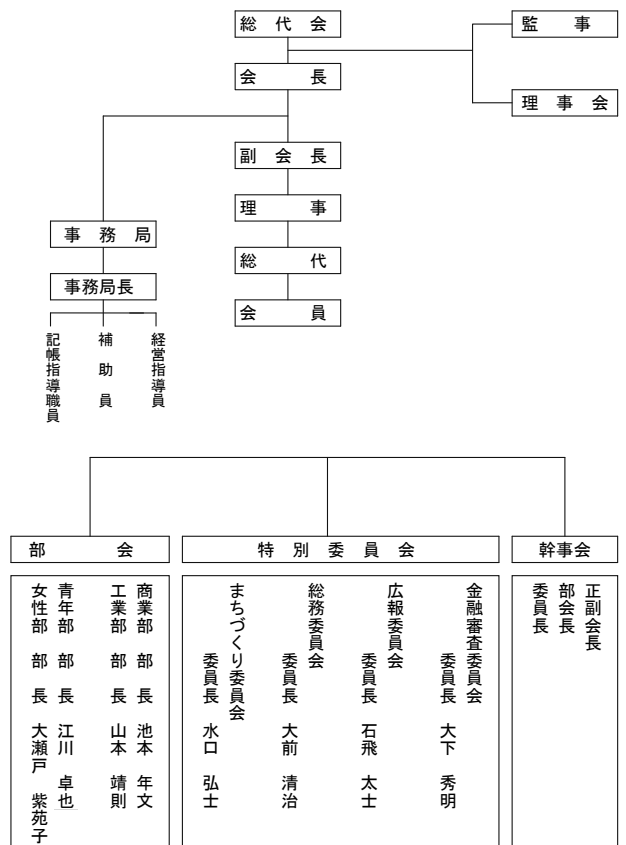 総代会
監事
会長
理事会
副会長
理事
事務局
総代
事務局長
会員
経営指導員
補助員
記帳指導職員
部会
特別委員会
幹事会
商業部 部長 池本 年文
工業部 部長 山本 靖則
青年部 部長 江川 卓也
女性部 部長 大瀬戸 紫苑子
金融審査委員会
委員長 大下 秀明
広報委員会
委員長 石飛 太士
総務委員会
委員長 大前 清治
まちづくり委員会
委員長 水口 弘士
正副会長
部会長
委員長